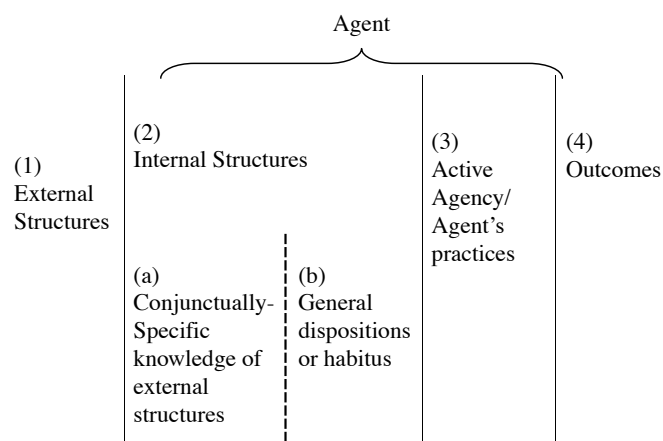 Agent
(1)
External
Structures
(2)
Internal Structures
(a)
Conjunctually-
Specific
knowledge of
external
structures
(b)
General
dispositions
or habitus
(3)
Active
Agency/
Agent’s
practices
(4)
Outcomes